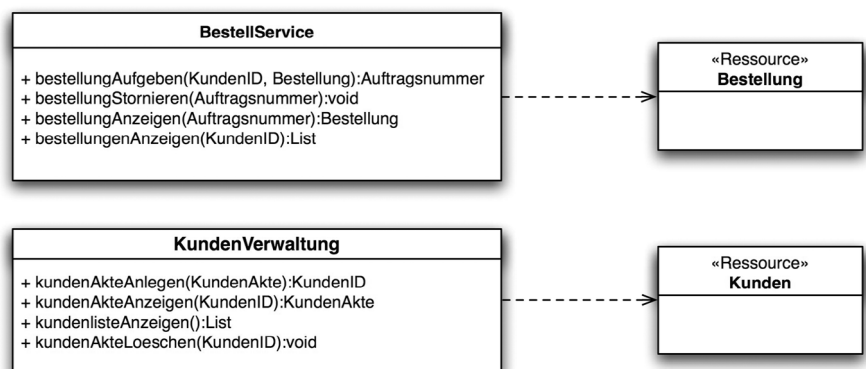 BestellService
+ bestellungAufgeben(KundenID, Bestellung):Auftragsnummer
+ bestellungStornieren(Auftragsnummer):void
+ bestellungAnzeigen(Auftragsnummer):Bestellung
+ bestellungenAnzeigen(KundenID):List
«Ressource»
Bestellung
KundenVerwaltung
+ kundenAkteAnlegen(KundenAkte):KundenID
+ kundenAkteAnzeigen(KundenID):KundenAkte
+ kundenlisteAnzeigen():List
+ kundenAkteLoeschen(KundenID):void
«Ressource»
Kunden